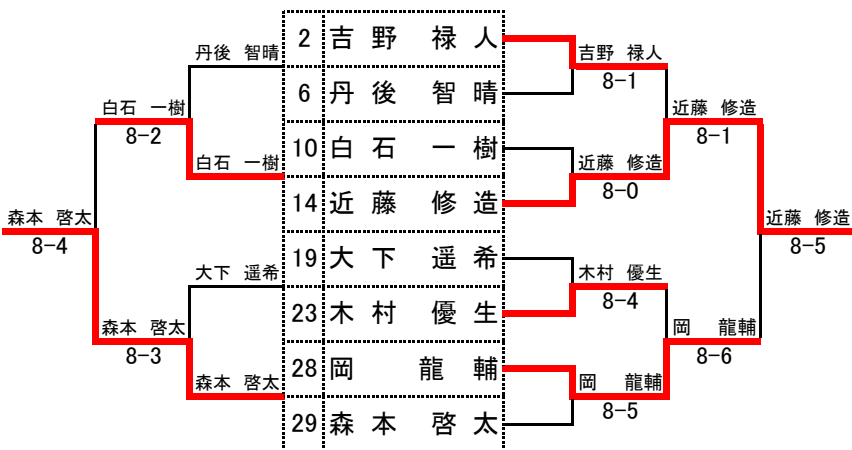 2 吉野 禄人
丹後 智晴
吉野 禄人
8-1
6 丹後 智晴
白石 一樹
8-2
近藤 修造
8-1
10 白石 一樹
白石 一樹
近藤 修造
8-0
14 近藤 修造
森本 啓太
8-4
近藤 修造
8-5
19 大下 遥希
大下 遥希
木村 優生
8-4
23 木村 優生
森本 啓太
8-3
岡 龍輔
8-6
28 岡 龍輔
森本 啓太
岡 龍輔
8-5
29 森本 啓太